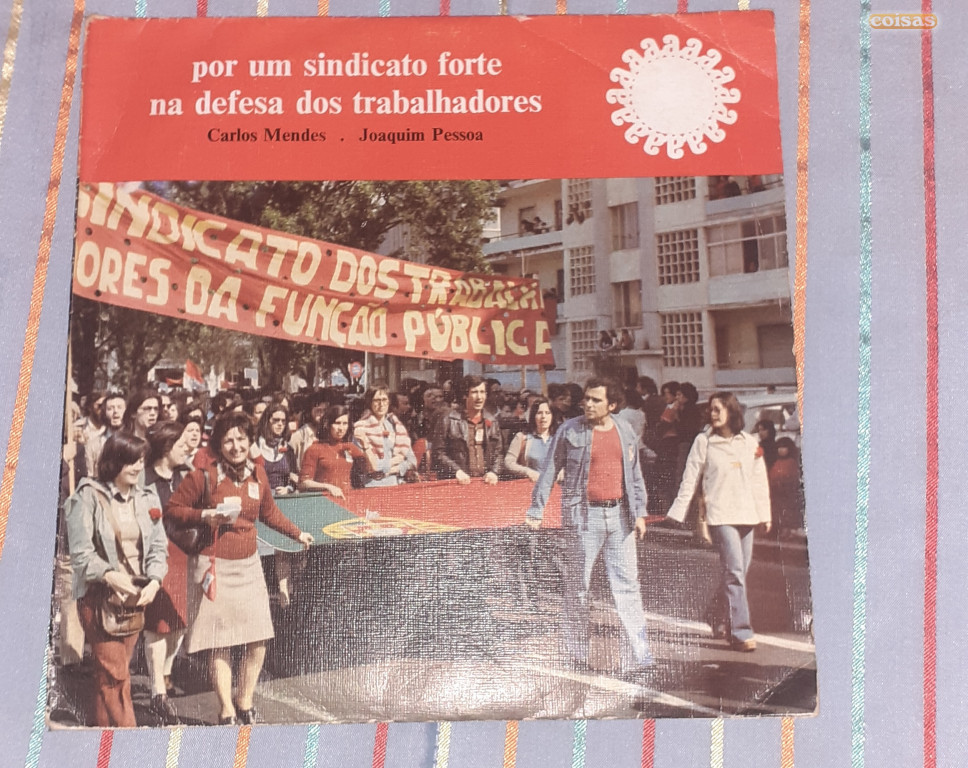 coisas
por um sindicato forte
na defesa dos trabalhadores
Carlos Mendes . Joaquim Pessoa
SINDICATO DOS TRABALH
ORES DA FUNÇÃO PÚBLICA